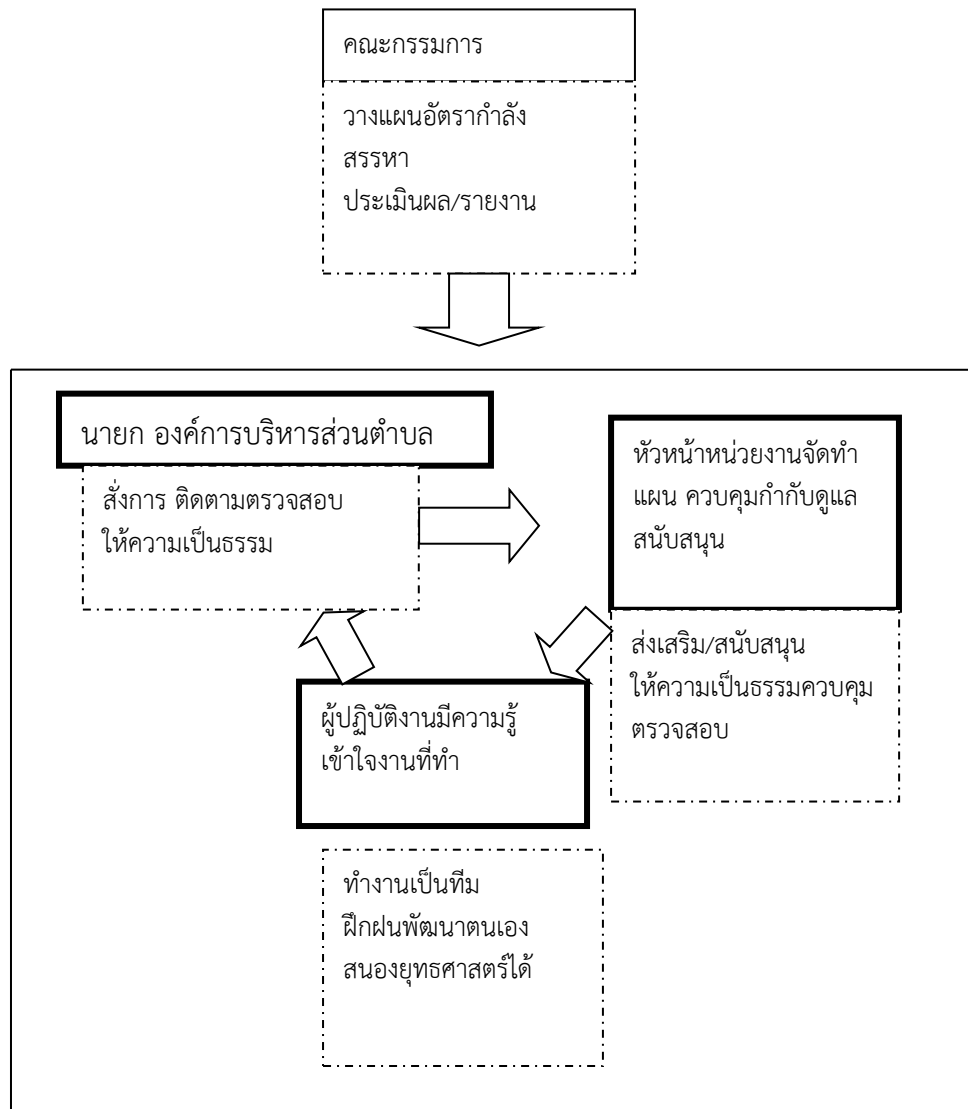 คณะกรรมการ
วางแผนอัตรากำลัง
สรรหา
ประเมินผล/รายงาน
นายก องค์การบริหารส่วนตำบล
สั่งการ ติดตามตรวจสอบ
ให้ความเป็นธรรม
หัวหน้าหน่วยงานจัดทำ
แผน ควบคุมกำกับดูแล
สนับสนุน
ส่งเสริม/สนับสนุน
ให้ความเป็นธรรมควบคุม
ตรวจสอบ
ผู้ปฏิบัติงานมีความรู้
เข้าใจงานที่ทำ
ทำงานเป็นทีม
ฝึกฝนพัฒนาตนเอง
สนองยุทธศาสตร์ได้